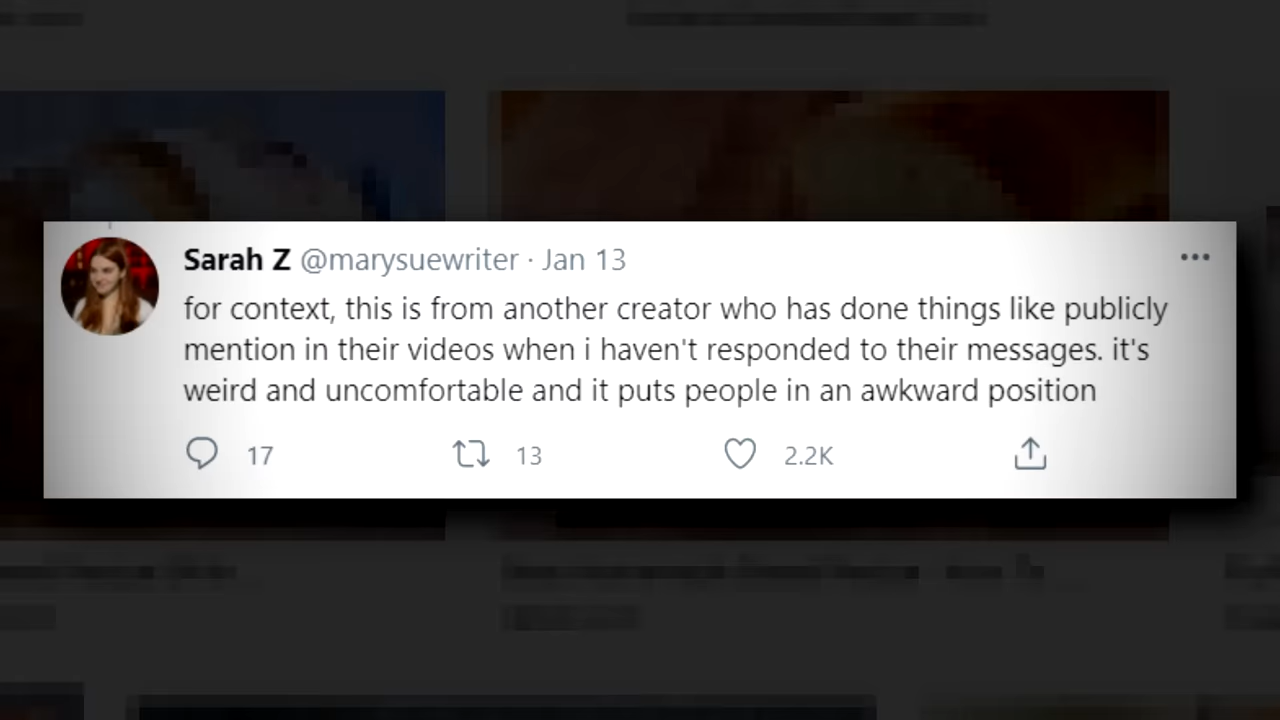 Sarah Z @marysuewriter · Jan 13
for context, this is from another creator who has done things like publicly
mention in their videos when i haven't responded to their messages. it's
weird and uncomfortable and it puts people in an awkward position
17 13 2.2K